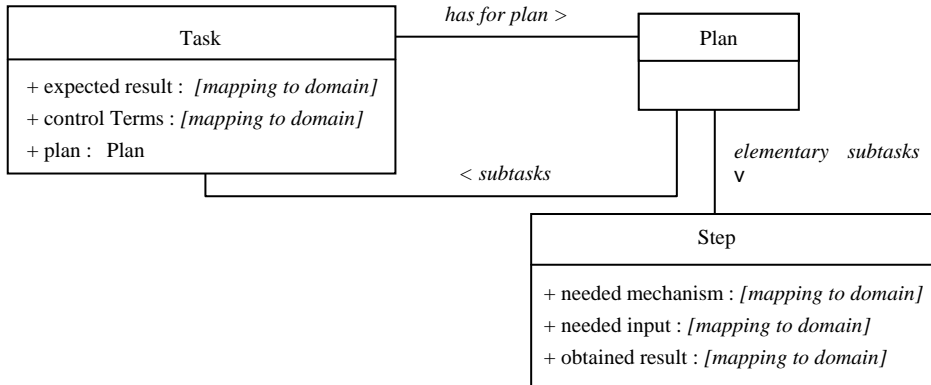 has for plan >
Task
Plan
+ expected result : [mapping to domain]
+ control Terms : [mapping to domain]
+ plan : Plan
elementary subtasks
v
< subtasks
Step
+ needed mechanism : [mapping to domain]
+ needed input : [mapping to domain]
+ obtained result : [mapping to domain]